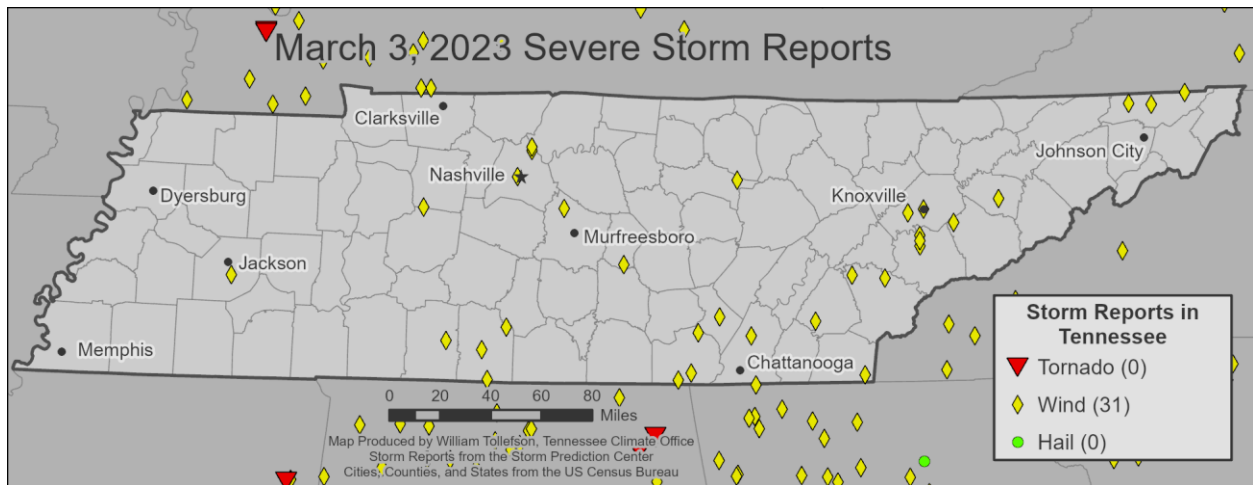 March 3, 2023 Severe Storm Reports
Clarksville
Johnson City
Nashville
Dyersburg
Knoxville
Murfreesboro
Jackson
Memphis
Chattanooga
Storm Reports in
Tennessee
Tornado (0)
Wind (31)
Hail (0)
0 20 40 60 80
Miles
Map Produced by William Tollefson, Tennessee Climate Office
Storm Reports from the Storm Prediction Center
Cities, Counties, and States from the US Census Bureau